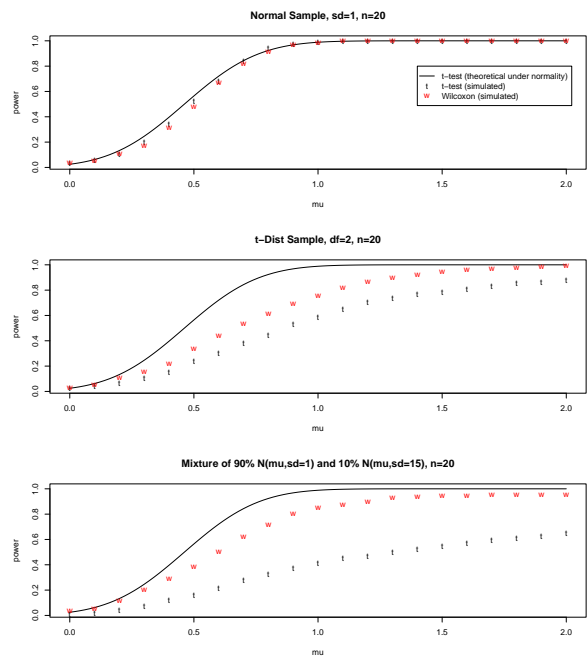 Normal Sample, sd=1, n=20
power
0.0 0.2 0.4 0.6 0.8 1.0
t−test (theoretical under normality)
t t−test (simulated)
w Wilcoxon (simulated)
0.0 0.5 1.0 1.5 2.0
mu
t−Dist Sample, df=2, n=20
power
0.0 0.2 0.4 0.6 0.8 1.0
0.0 0.5 1.0 1.5 2.0
mu
Mixture of 90% N(mu,sd=1) and 10% N(mu,sd=15), n=20
power
0.0 0.2 0.4 0.6 0.8 1.0
0.0 0.5 1.0 1.5 2.0
mu